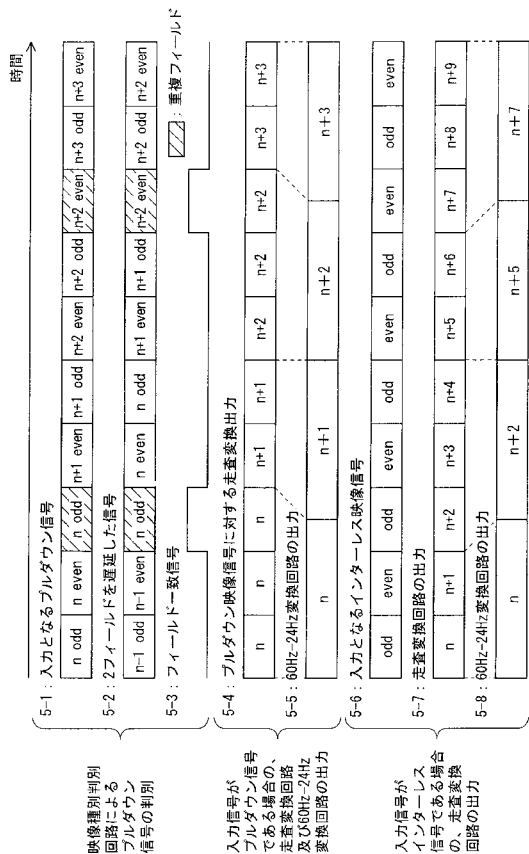 時間
映像種別判別
回路による
プルダウン
信号の判別
5-1：入力となるプルダウン信号
n odd n even n odd n+1 even n+1 odd n+2 even n+2 odd n+2 even n+3 odd n+3 even
5-2：2フィールドを遅延した信号
n-1 odd n-1 even n odd n even n odd n+1 even n+1 odd n+2 even n+2 odd n+2 even
5-3：フィールド一致信号
：重複フィールド
入力信号が
プルダウン信号
である場合の、
走査変換回路
及び60Hz-24Hz
変換回路の出力
5-4：プルダウン映像信号に対する走査変換出力
n n n n+1 n+1 n+2 n+2 n+2 n+3 n+3
5-5：60Hz-24Hz変換回路の出力
n n+1 n+2 n+3
入力信号が
インターレス
信号である場合
の、走査変換
回路の出力
5-6：入力となるインターレス映像信号
odd even odd even odd even odd even odd even
5-7：走査変換回路の出力
n n+1 n+2 n+3 n+4 n+5 n+6 n+7 n+8 n+9
5-8：60Hz-24Hz変換回路の出力
n n+2 n+5 n+7